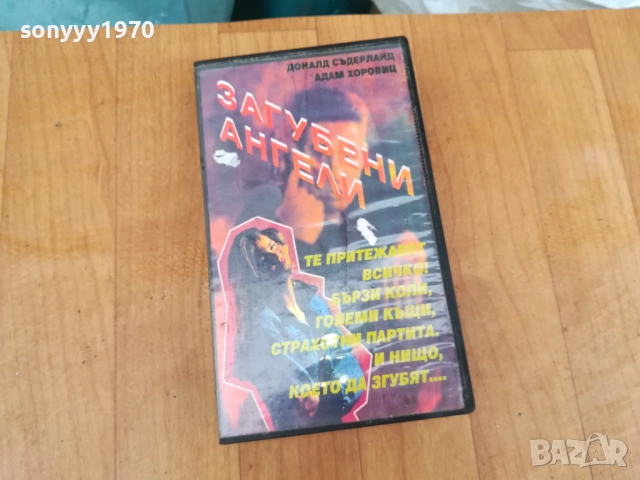 sonyyy1970
ДОНАЛД СЪДЕРЛАНД
АДАМ ХОРОВИЦ
ЗАГУБЕНИ
АНГЕЛИ
ТЕ ПРИТЕЖАВАТ
ВСИЧКО!
БЪРЗИ КОЛИ,
ГОЛЕМИ КЪЩИ,
СТРАХОТНИ ПАРТИТА.
И НИЩО,
КОЕТО ДА ЗГУБЯТ....
BAZAR